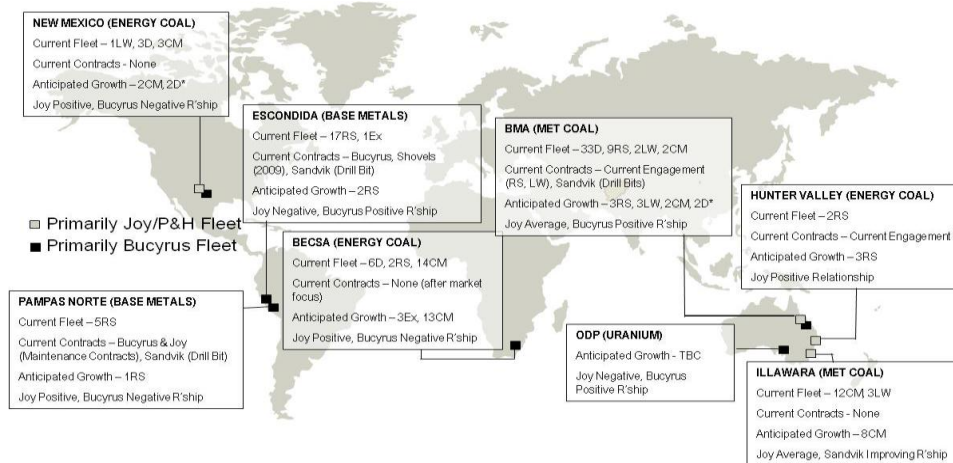 NEW MEXICO (ENERGY COAL)
Current Fleet – 1LW, 3D, 3CM
Current Contracts - None
Anticipated Growth – 2CM, 2D*
Joy Positive, Bucyrus Negative R'ship
ESCONDIDA (BASE METALS)
Current Fleet – 17RS, 1Ex
Current Contracts – Bucyrus, Shovels
(2009), Sandvik (Drill Bit)
Anticipated Growth – 2RS
Joy Negative, Bucyrus Positive R'ship
BMA (MET COAL)
Current Fleet – 33D, 9RS, 2LW, 2CM
Current Contracts – Current Engagement
(RS, LW), Sandvik (Drill Bits)
Anticipated Growth – 3RS, 3LW, 2CM, 2D*
Joy Average, Bucyrus Positive R'ship
HUNTER VALLEY (ENERGY COAL)
Current Fleet – 2RS
Current Contracts – Current Engagement
Anticipated Growth – 3RS
Joy Positive Relationship
Primarily Joy/P&H Fleet
Primarily Bucyrus Fleet
BECSA (ENERGY COAL)
Current Fleet – 6D, 2RS, 14CM
Current Contracts – None (after market
focus)
Anticipated Growth – 3Ex, 13CM
Joy Positive, Bucyrus Negative R'ship
PAMPAS NORTE (BASE METALS)
Current Fleet – 5RS
Current Contracts – Bucyrus & Joy
(Maintenance Contracts), Sandvik (Drill Bit)
Anticipated Growth – 1RS
Joy Positive, Bucyrus Negative R'ship
ODP (URANIUM)
Anticipated Growth - TBC
Joy Negative, Bucyrus
Positive R'ship
ILLAWARA (MET COAL)
Current Fleet – 12CM, 3LW
Current Contracts - None
Anticipated Growth – 8CM
Joy Average, Sandvik Improving R'ship